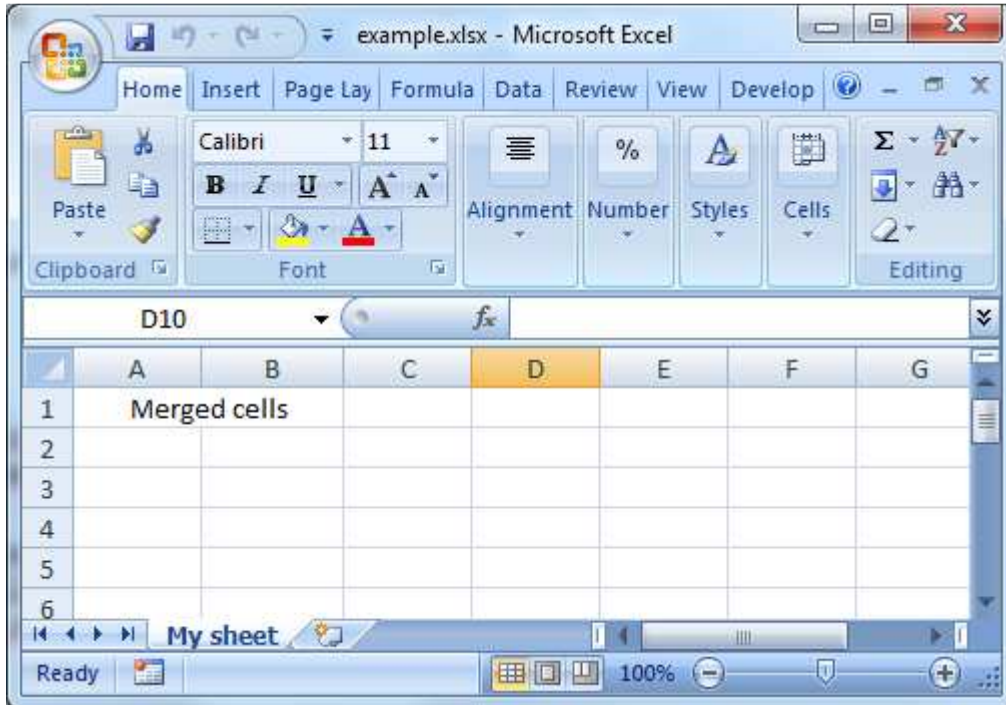 example.xlsx - Microsoft Excel
Home Insert Page Lay Formula Data Review View Develop
Calibri 11
B I U A A
Paste
A
Alignment Number Styles Cells
%
A
Σ
A
Z
Clipboard Font Editing
D10 fx
A B C D E F G
1 Merged cells
2
3
4
5
6
My sheet
Ready 100%